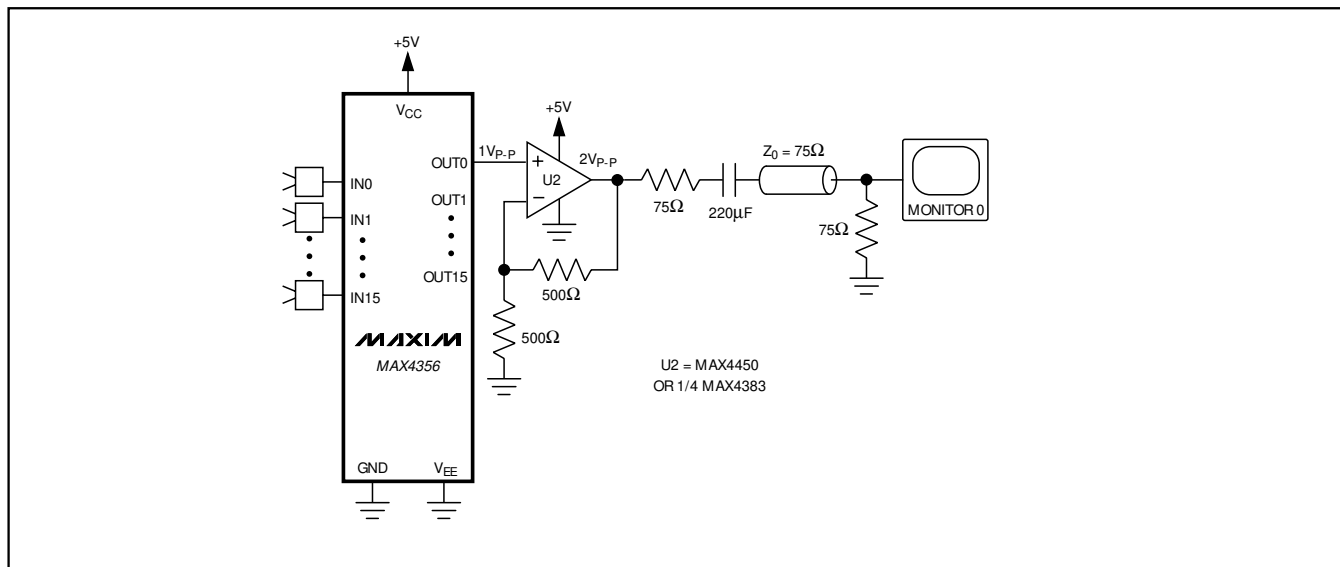 +5V
VCC
+5V
1VP-P
2VP-P
Z0 = 75Ω
OUT0
+
U2
−
IN0
OUT1
75Ω
220µF
MONITOR 0
IN1
75Ω
OUT15
500Ω
IN15
500Ω
MAXIM
MAX4356
U2 = MAX4450
OR 1/4 MAX4383
GND
VEE